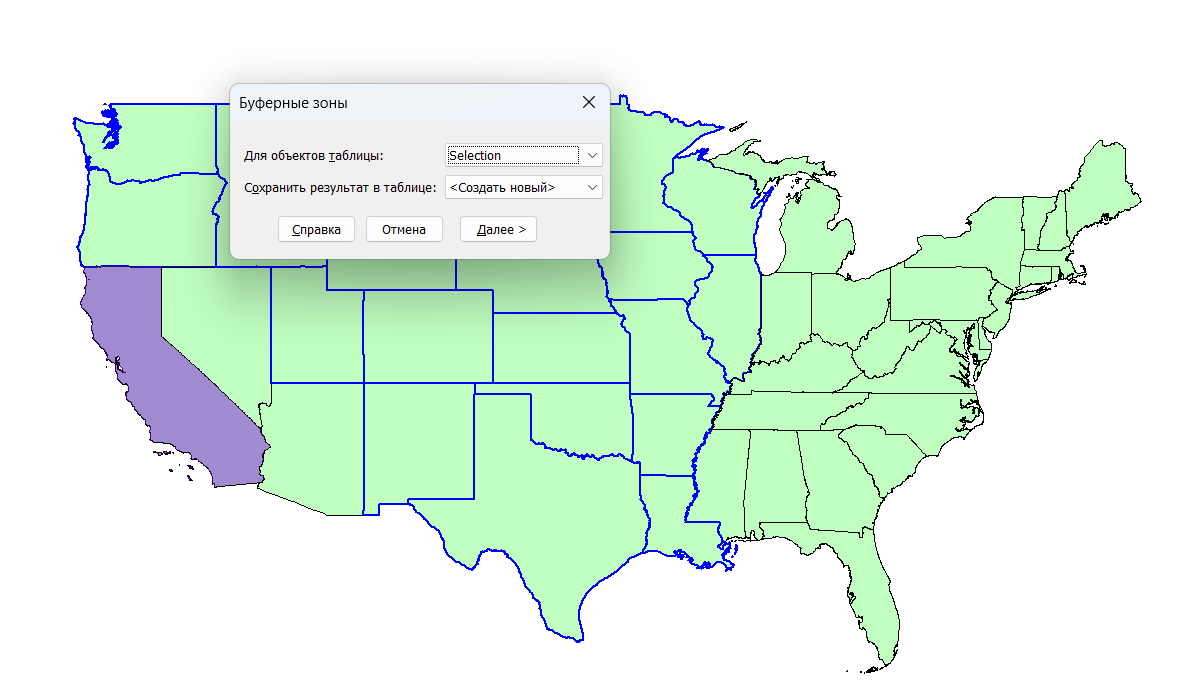 Буферные зоны
Для объектов таблицы: Selection
Сохранить результат в таблице: <Создать новый>
Справка Отмена Далее >